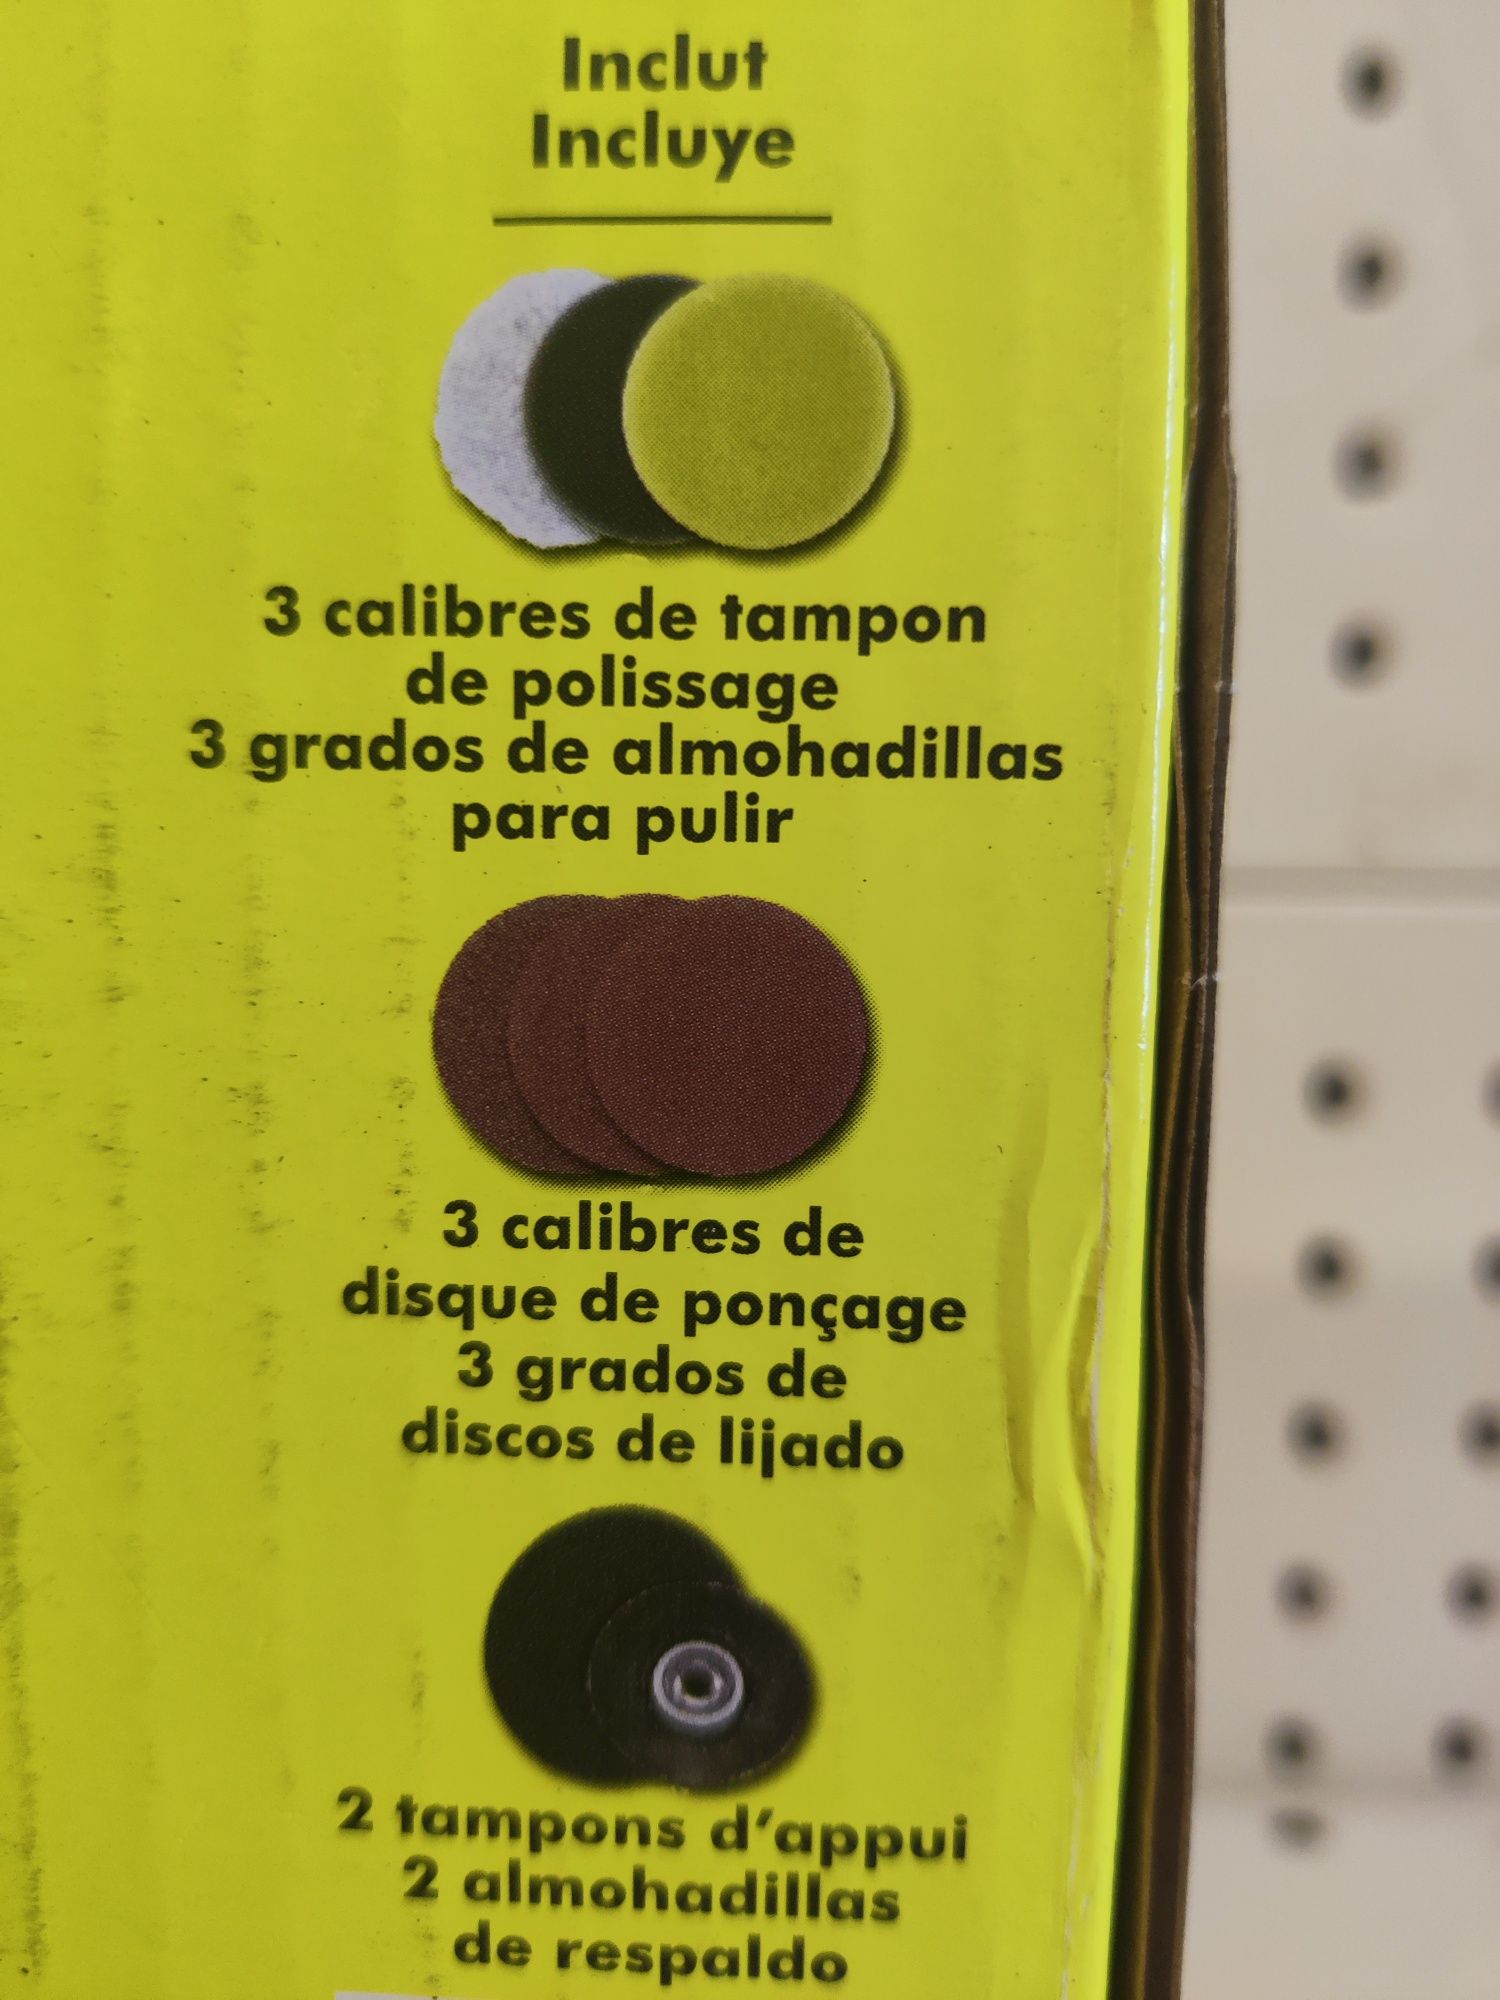 Inclut
Incluye
3 calibres de tampon
de polissage
3 grados de almohadillas
para pulir
3 calibres de
disque de ponçage
3 grados de
discos de lijado
2 tampons d’appui
2 almohadillas
de respaldo